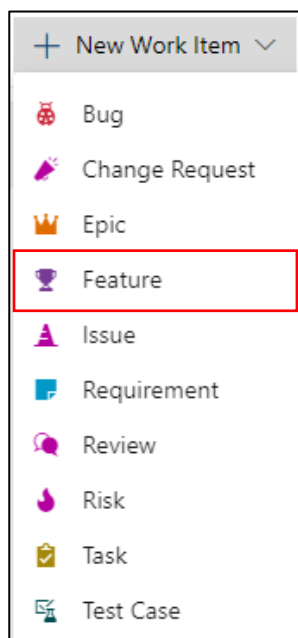 New Work Item
Bug
Change Request
Epic
Feature
Issue
Requirement
Review
Risk
Task
Test Case